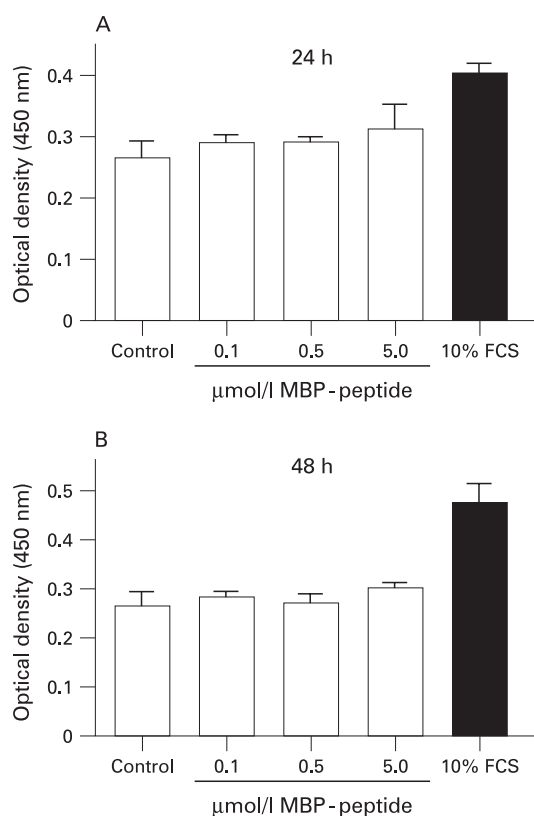 A
24 h
Optical density (450 nm)
0.4
0.3
0.2
0.1
0
Control 0.1 0.5 5.0 10% FCS
μmol/l MBP-peptide
B
48 h
Optical density (450 nm)
0.5
0.4
0.3
0.2
0.1
0
Control 0.1 0.5 5.0 10% FCS
μmol/l MBP-peptide